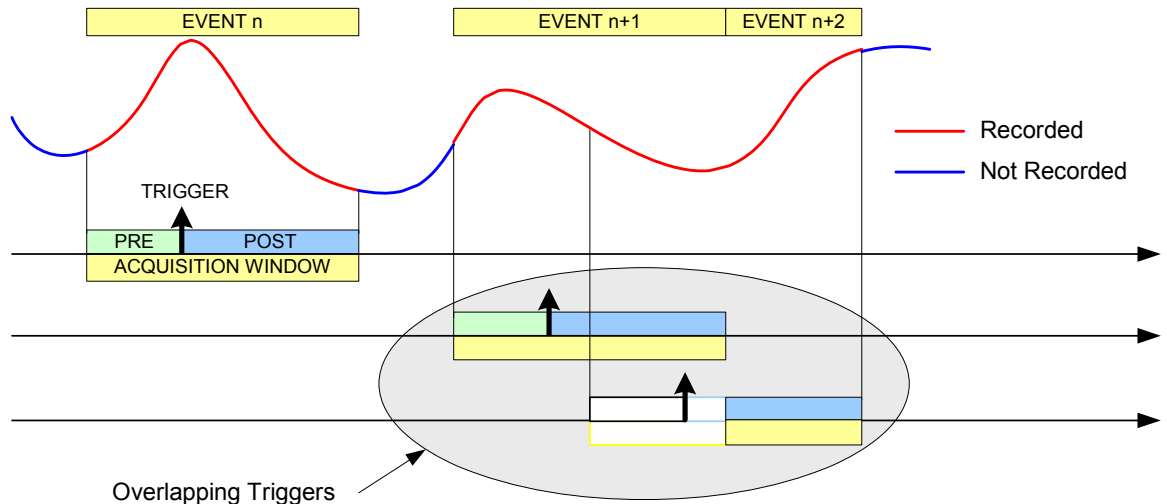 EVENT n
EVENT n+1
EVENT n+2
Recorded
Not Recorded
TRIGGER
PRE
POST
ACQUISITION WINDOW
Overlapping Triggers